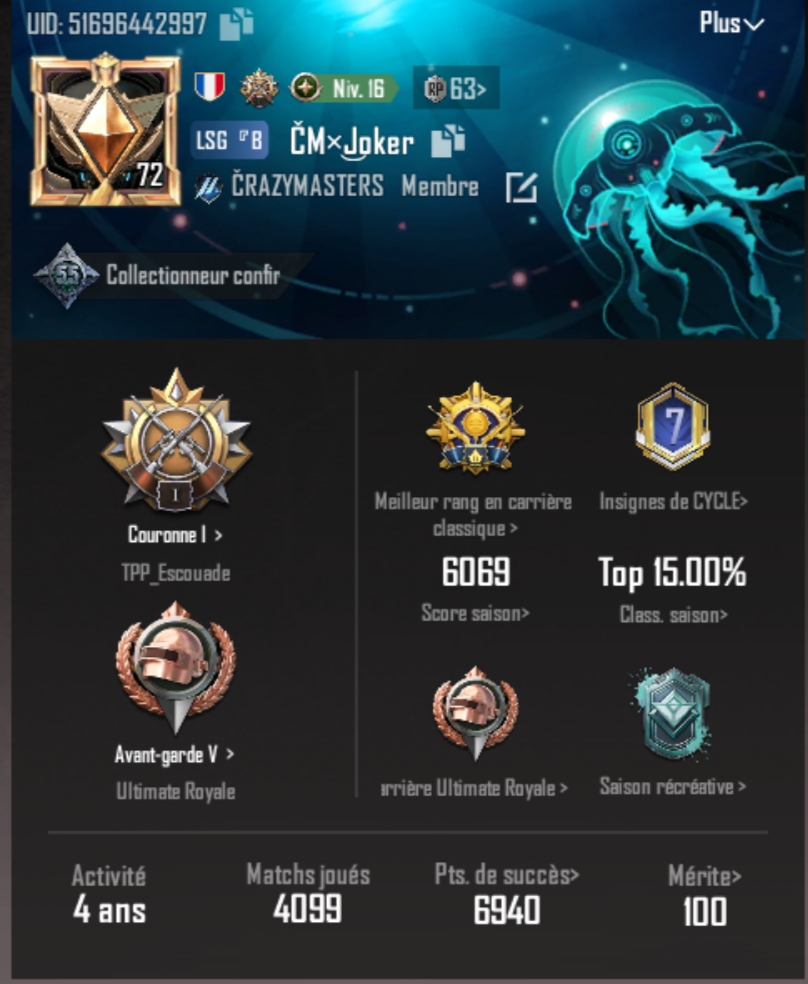 UID: 51696442997
Plus
Niv. 16
RP 63>
LSG
ČM×Joker
72
ČRAZYMASTERS Membre
55 Collectionneur confir
I
7
Couronne I >
Meilleur rang en carrière
classique >
Insignes de CYCLE>
TPP_Escouade
6069
Top 15.00%
Score saison>
Class. saison>
Avant-garde V >
Ultimate Royale
rrière Ultimate Royale >
Saison récréative >
Activité
Matchs joués
Pts. de succès>
Mérite>
4 ans
4099
6940
100